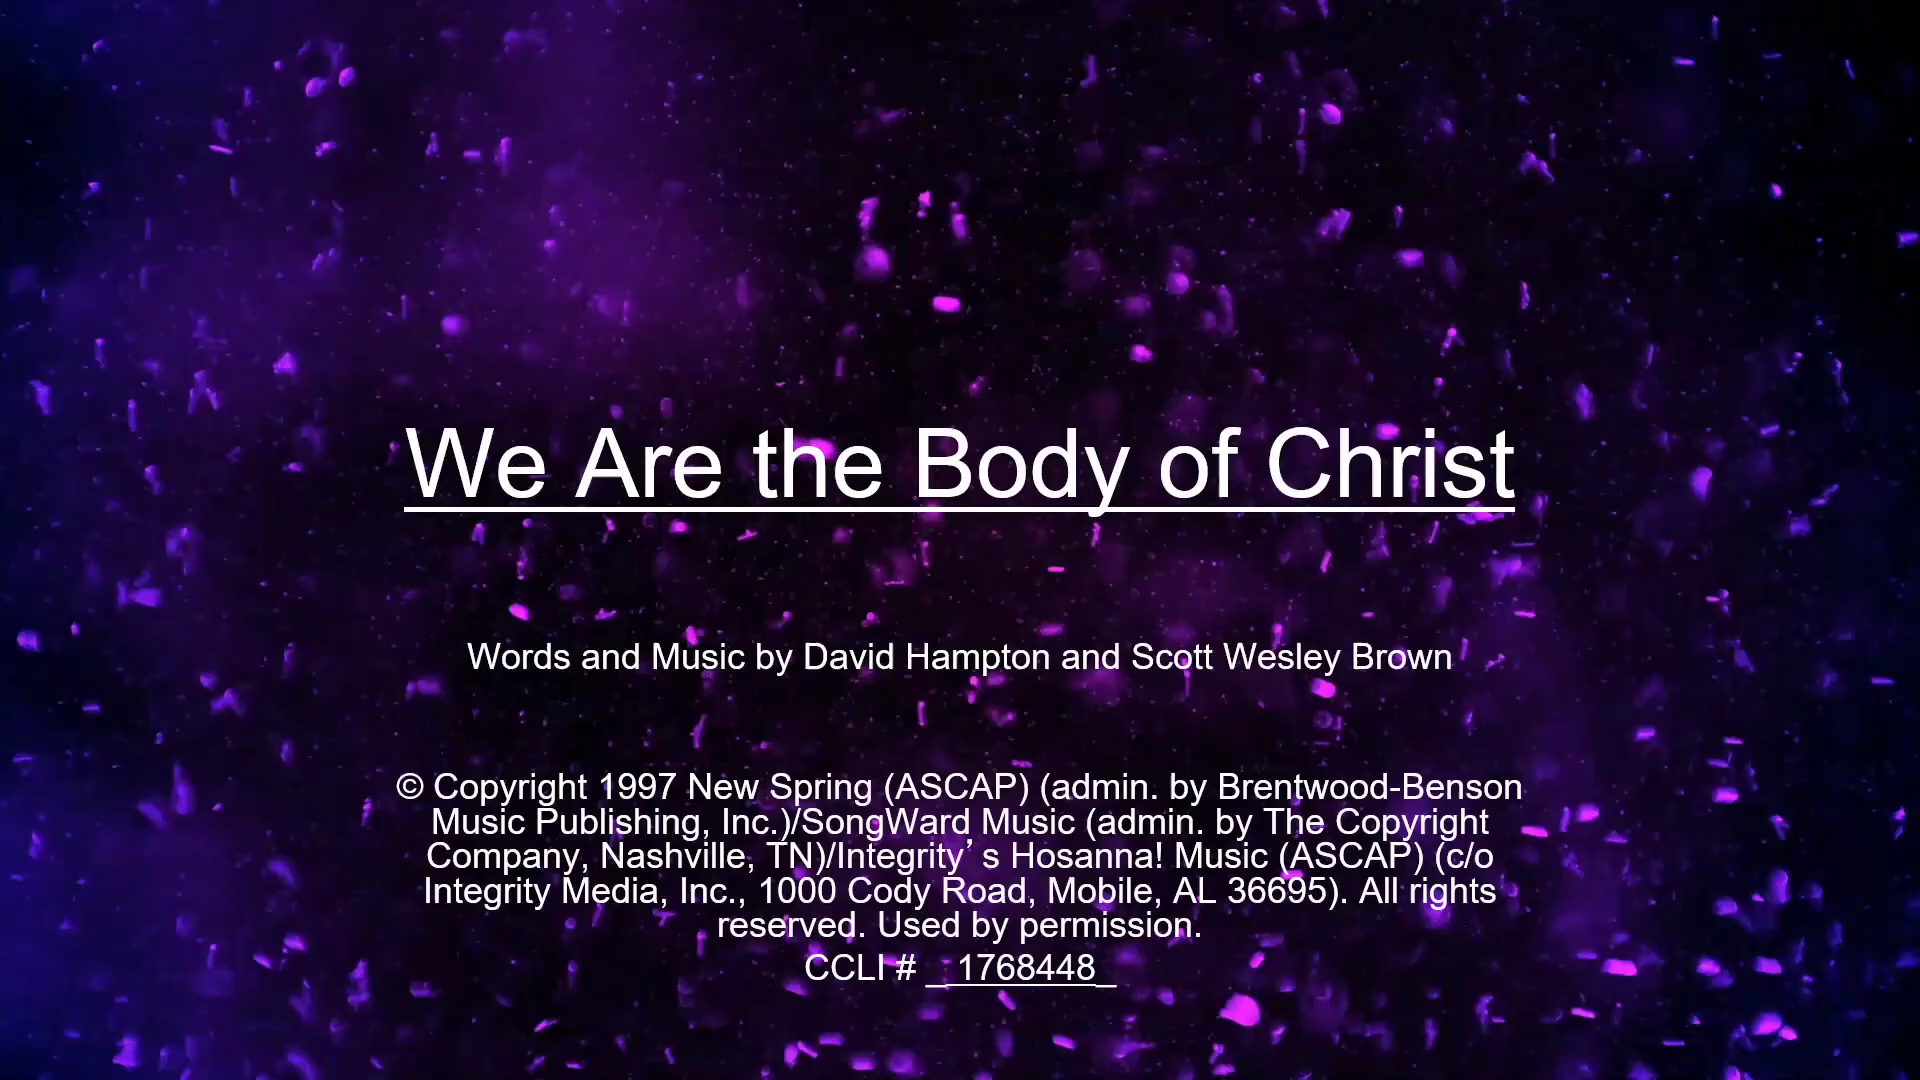 We Are the Body of Christ
Words and Music by David Hampton and Scott Wesley Brown
© Copyright 1997 New Spring (ASCAP) (admin. by Brentwood-Benson
Music Publishing, Inc.)/SongWard Music (admin. by The Copyright
Company, Nashville, TN)/Integrity’s Hosanna! Music (ASCAP) (c/o
Integrity Media, Inc., 1000 Cody Road, Mobile, AL 36695). All rights
reserved. Used by permission.
CCLI # _1768448_